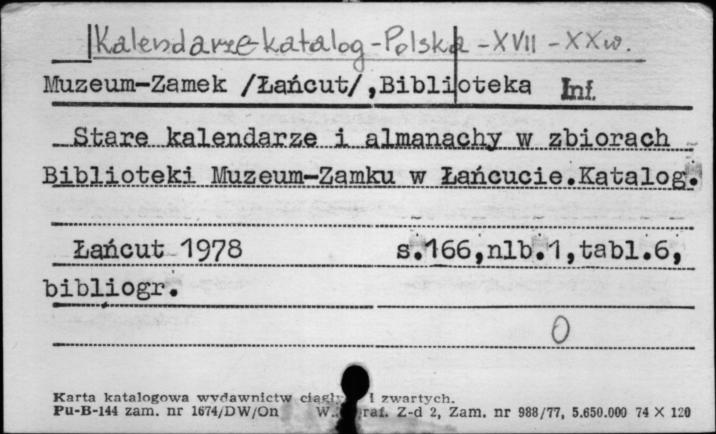 Kalendarze-katalog-Polska-XVII-XXw.
Muzeum-Zamek /Łańcut/,Biblioteka Inf.
Stare kalendarze i almanachy w zbiorach
Biblioteki Muzeum-Zamku w Łańcucie.Katalog.
Łańcut 1978 s.166,nlb.1,tabl.6,
bibliogr.
0
Karta katalogowa wydawnictw i zwartych.
Pu-B-144 zam. nr 1674/DW/On Z-d 2, Zam. nr 988/77, 5.650.000 74 × 120